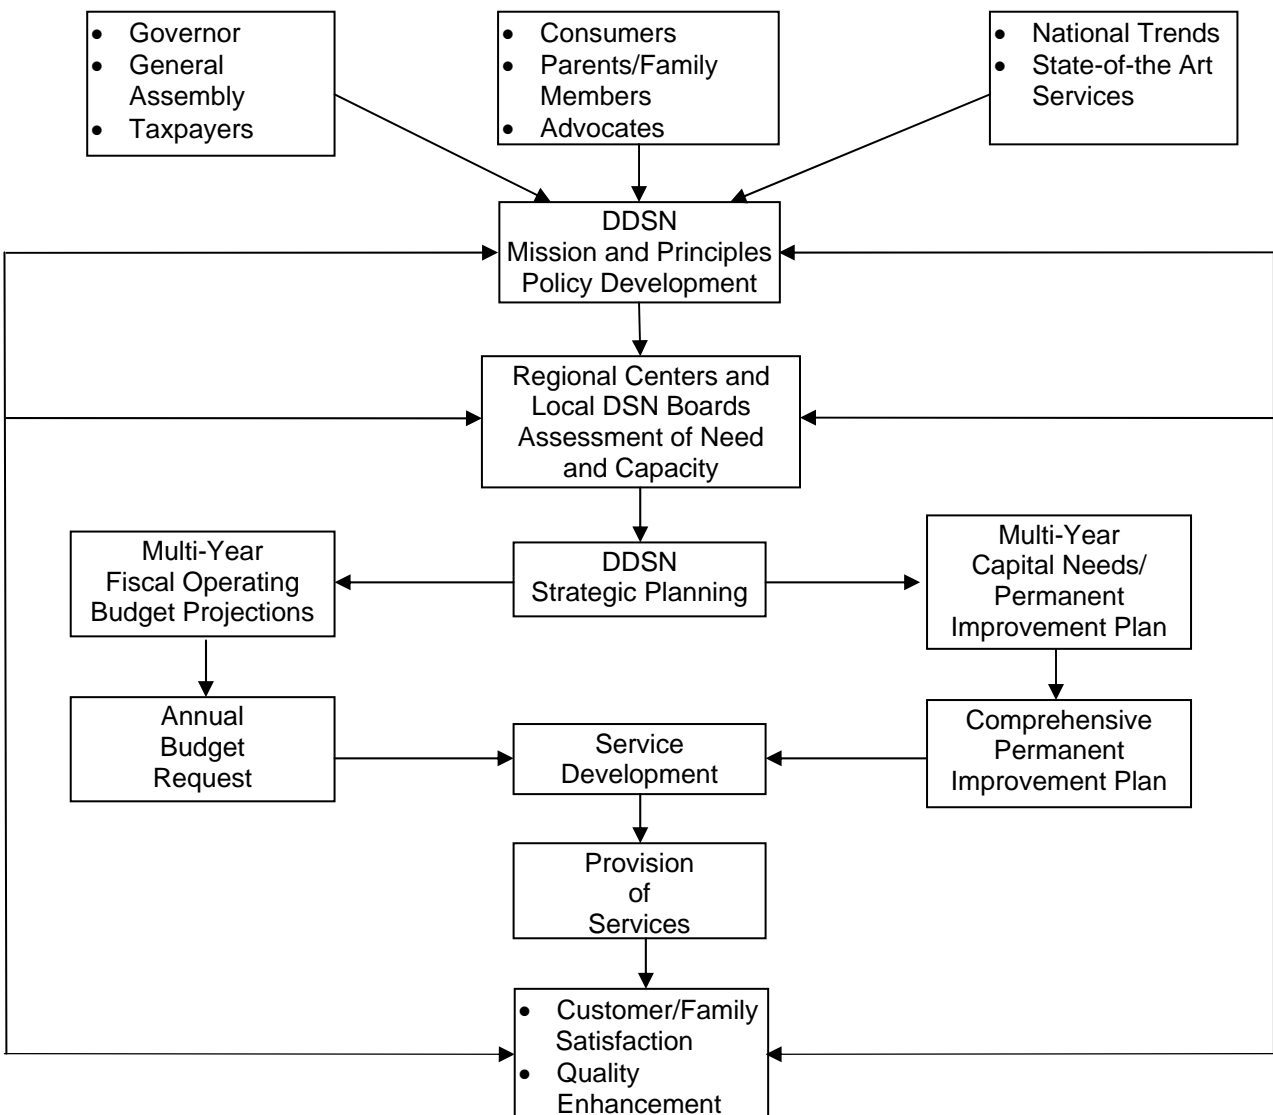 • Governor
• General
Assembly
• Taxpayers
• Consumers
• Parents/Family
Members
• Advocates
• National Trends
• State-of-the Art
Services
DDSN
Mission and Principles
Policy Development
Regional Centers and
Local DSN Boards
Assessment of Need
and Capacity
Multi-Year
Fiscal Operating
Budget Projections
DDSN
Strategic Planning
Multi-Year
Capital Needs/
Permanent
Improvement Plan
Annual
Budget
Request
Service
Development
Comprehensive
Permanent
Improvement Plan
Provision
of
Services
• Customer/Family
Satisfaction
• Quality
Enhancement